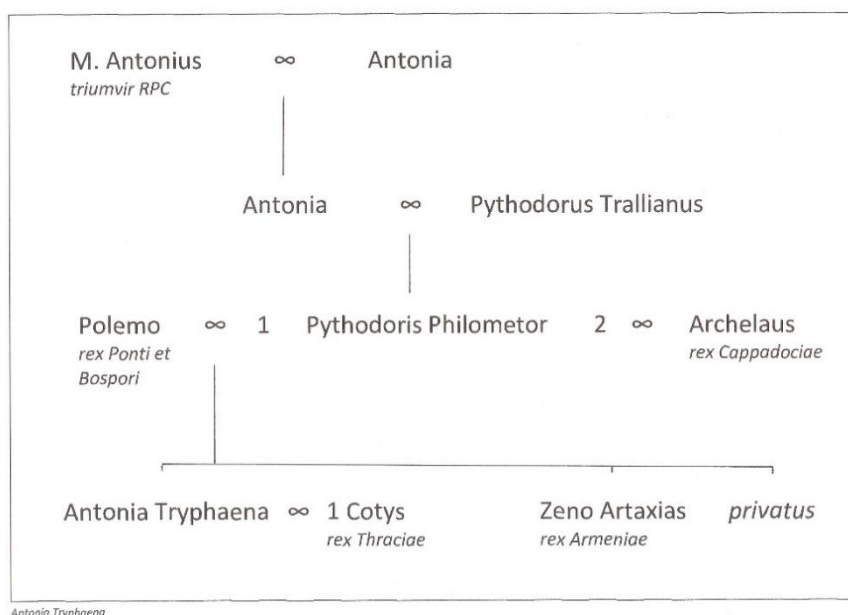 M. Antonius ∞ Antonia
triumvir RPC
Antonia ∞ Pythodorus Trallianus
Polemo ∞ 1 Pythodoris Philometor 2 ∞ Archelaus
rex Ponti et
Bospori
rex Cappadociae
Antonia Tryphaena ∞ 1 Cotys Zeno Artaxias privatus
rex Thraciae rex Armeniae
Antonia Tryphaena